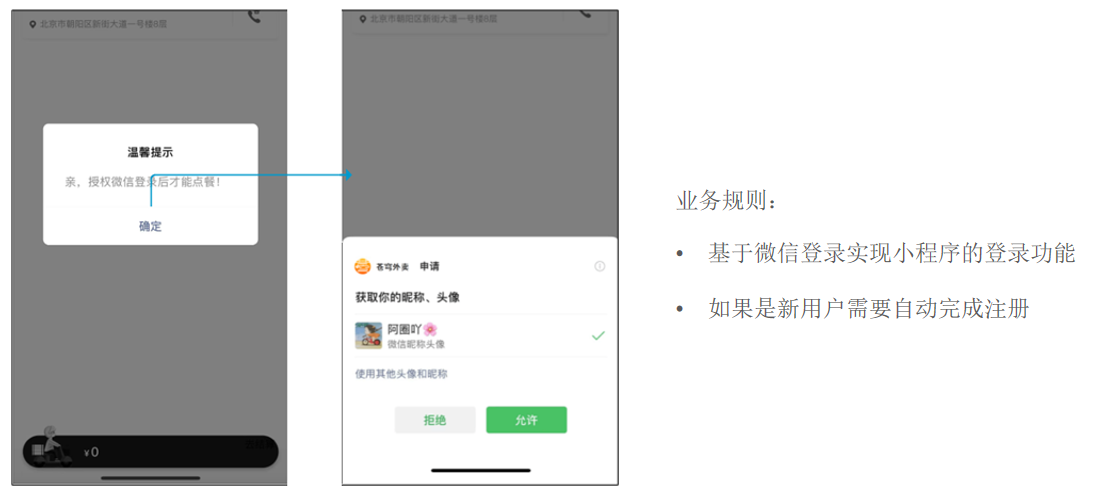 北京市朝阳区新街大道一号楼8层
温馨提示
亲，授权微信登录后才能点餐！
确定
¥0
北京市朝阳区新街大道一号楼8层
苍穹外卖 申请
获取你的昵称、头像
阿圈吖🌸
微信昵称头像
使用其他头像和昵称
拒绝 允许
业务规则：
• 基于微信登录实现小程序的登录功能
• 如果是新用户需要自动完成注册